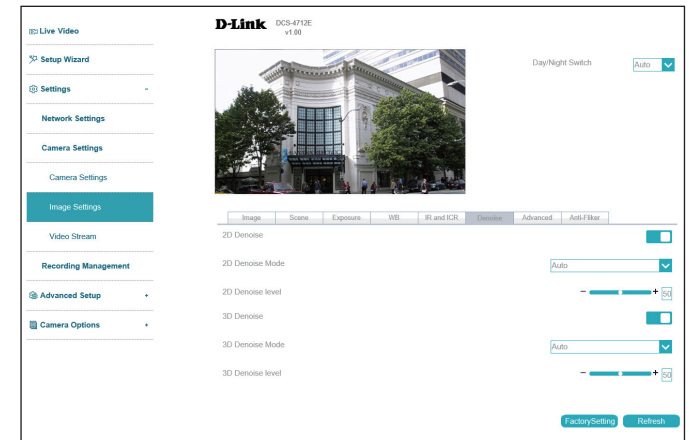 D-Link DCS-4712E
v1.00
Live Video
Setup Wizard
Settings -
Network Settings
Camera Settings
Camera Settings
Image Settings
Video Stream
Recording Management
Advanced Setup +
Camera Options +
Day/Night Switch Auto
Image Scene Exposure WB IR and ICR Denoise Advanced Anti-Fliker
2D Denoise
2D Denoise Mode Auto
2D Denoise level - + 50
3D Denoise
3D Denoise Mode Auto
3D Denoise level - + 50
FactorySetting Refresh